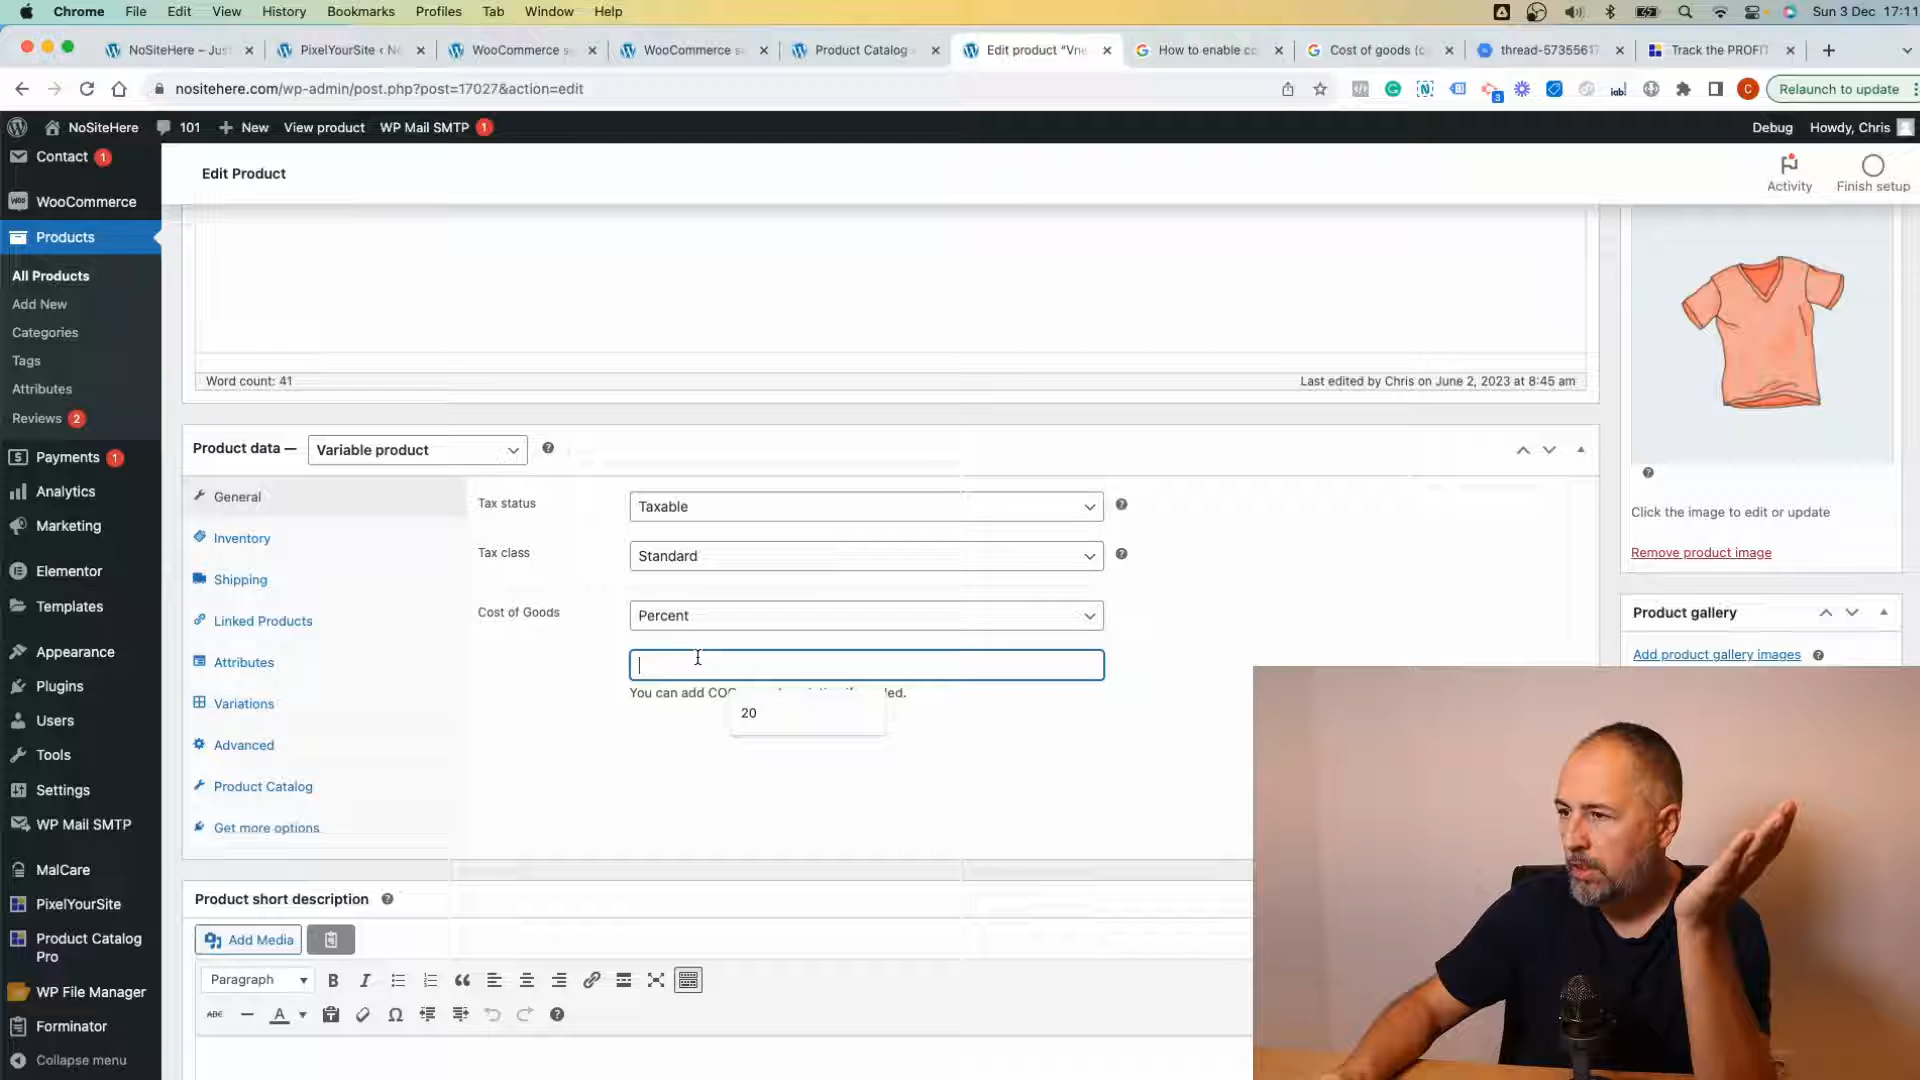 Chrome File Edit View History Bookmarks Profiles Tab Window Help
Sun 3 Dec 17:11
NoSiteHere – Jus
PixelYourSite ‹ N
WooCommerce s
WooCommerce s
Product Catalog
Edit product “Vne
How to enable co
Cost of goods (c
thread-57355617
Track the PROFIT
nositehere.com/wp-admin/post.php?post=17027&action=edit
3
iab!
C
Relaunch to update
NoSiteHere 101 New View product WP Mail SMTP 1
Debug Howdy, Chris
Contact 1
WooCommerce
Products
All Products
Add New
Categories
Tags
Attributes
Reviews 2
Payments 1
Analytics
Marketing
Elementor
Templates
Appearance
Plugins
Users
Tools
Settings
WP Mail SMTP
MalCare
PixelYourSite
Product Catalog
Pro
WP File Manager
Forminator
Collapse menu
Edit Product
Activity
Finish setup
Word count: 41
Last edited by Chris on June 2, 2023 at 8:45 am
Product data — Variable product
General
Inventory
Shipping
Linked Products
Attributes
Variations
Advanced
Product Catalog
Get more options
Tax status Taxable
Tax class Standard
Cost of Goods Percent
You can add
20
Product short description
Add Media
Paragraph
B I
ABC A
Click the image to edit or update
Remove product image
Product gallery
Add product gallery images